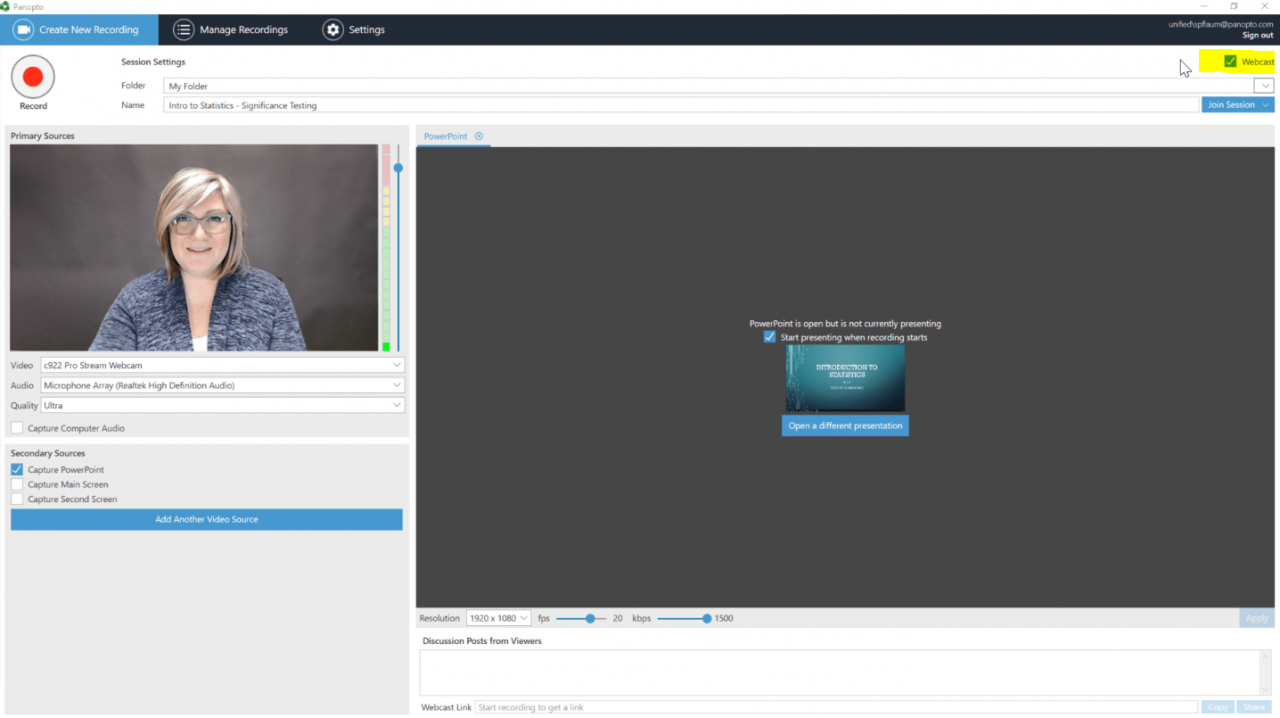 Panopto
Create New Recording
Manage Recordings
Settings
unified\spflaum@panopto.com
Sign out
Record
Session Settings
Webcast
Folder
My Folder
Name
Intro to Statistics - Significance Testing
Join Session
Primary Sources
Video
c922 Pro Stream Webcam
Audio
Microphone Array (Realtek High Definition Audio)
Quality
Ultra
Capture Computer Audio
Secondary Sources
Capture PowerPoint
Capture Main Screen
Capture Second Screen
Add Another Video Source
PowerPoint
PowerPoint is open but is not currently presenting
Start presenting when recording starts
INTRODUCTION TO
STATISTICS
Open a different presentation
Resolution
1920 x 1080
fps
20
kbps
1500
Apply
Discussion Posts from Viewers
Webcast Link
Start recording to get a link
Copy
Share